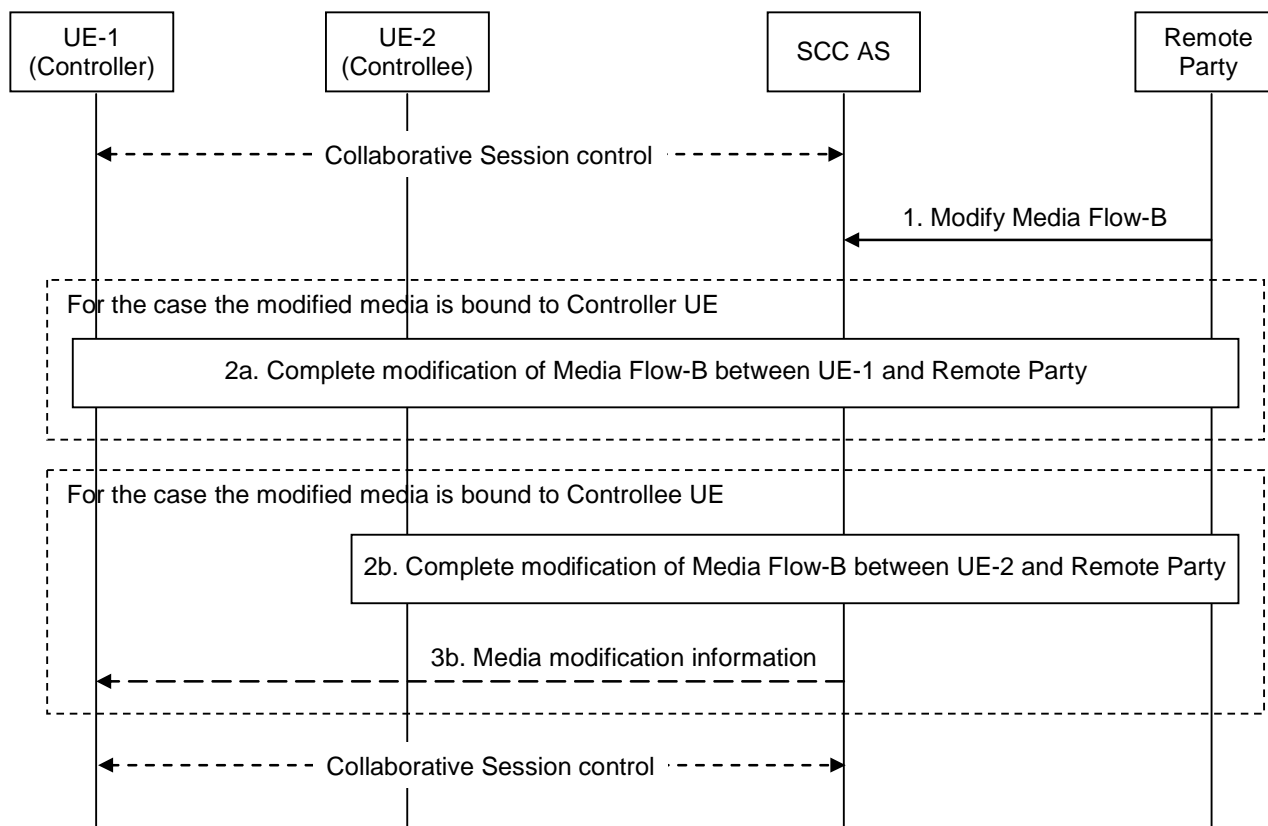 UE-1
(Controller)
UE-2
(Controllee)
SCC AS
Remote
Party
Collaborative Session control
1. Modify Media Flow-B
For the case the modified media is bound to Controller UE
2a. Complete modification of Media Flow-B between UE-1 and Remote Party
For the case the modified media is bound to Controllee UE
2b. Complete modification of Media Flow-B between UE-2 and Remote Party
3b. Media modification information
Collaborative Session control